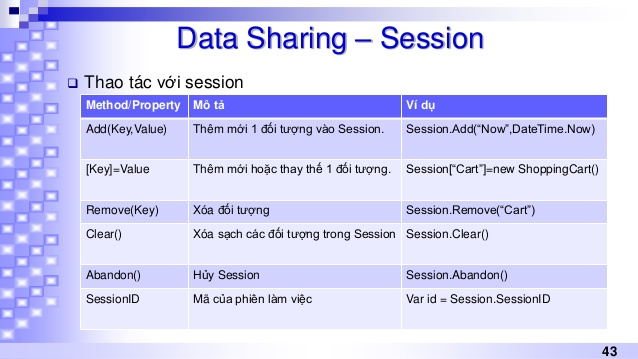 Data Sharing – Session
Thao tác với session
Method/Property Mô tả Ví dụ
Add(Key,Value) Thêm mới 1 đối tượng vào Session. Session.Add(“Now”,DateTime.Now)
[Key]=Value Thêm mới hoặc thay thế 1 đối tượng. Session[“Cart”]=new ShoppingCart()
Remove(Key) Xóa đối tượng Session.Remove(“Cart”)
Clear() Xóa sạch các đối tượng trong Session Session.Clear()
Abandon() Hủy Session Session.Abandon()
SessionID Mã của phiên làm việc Var id = Session.SessionID
43